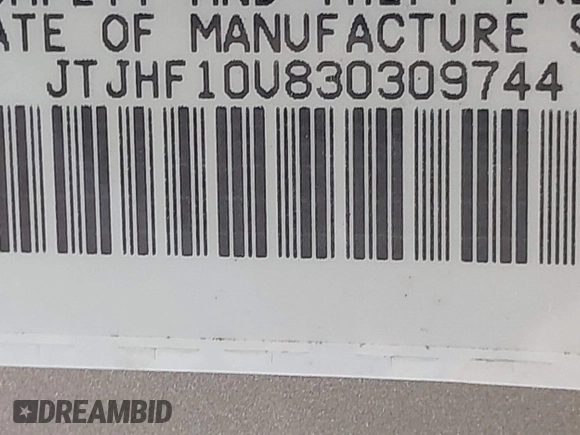 ATE OF MANUFACTURE S
JTJHF10U830309744
DREAMBID